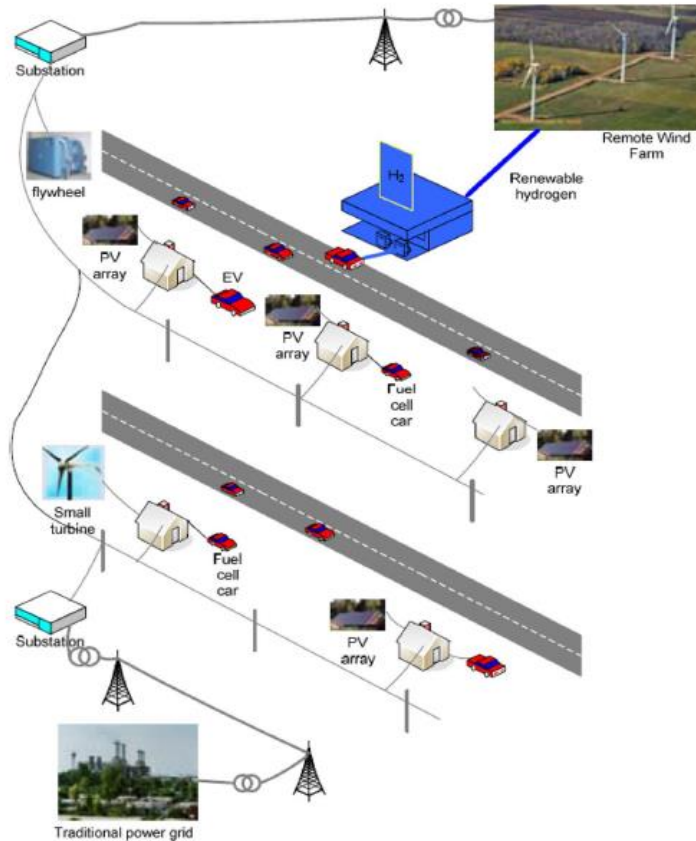 Substation
Remote Wind
Farm
flywheel
H₂
Renewable
hydrogen
PV
array
EV
PV
array
Fuel
cell
car
PV
array
Small
turbine
Fuel
cell
car
Substation
PV
array
Traditional power grid